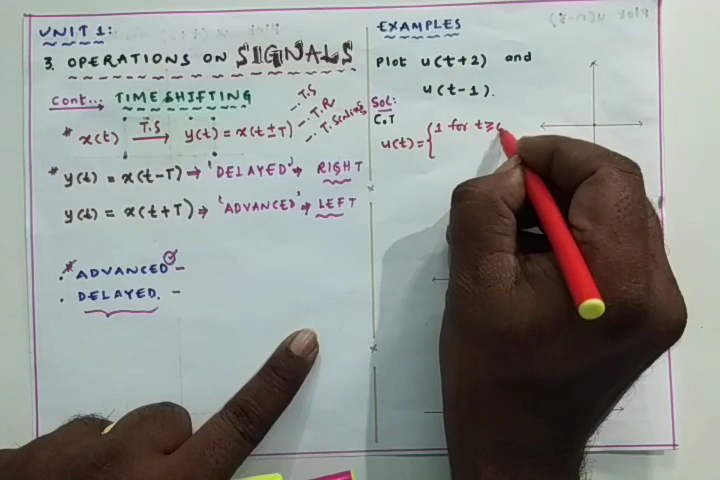 UNIT 1:
3. OPERATIONS ON SIGINALS
Cont... TIME SHIFTING
* x(t) T.S → y(t) = x(t ± T)
- T.S
- T.R
- T. Scaling
* y(t) = x(t-T) → 'DELAYED' → RIGHT
y(t) = x(t+T) → 'ADVANCED' → LEFT
* ADVANCED -
. DELAYED. -
EXAMPLES
Plot u(t+2) and
u(t-1).
Sol:
C.T
u(t) = { 1 for t ≥